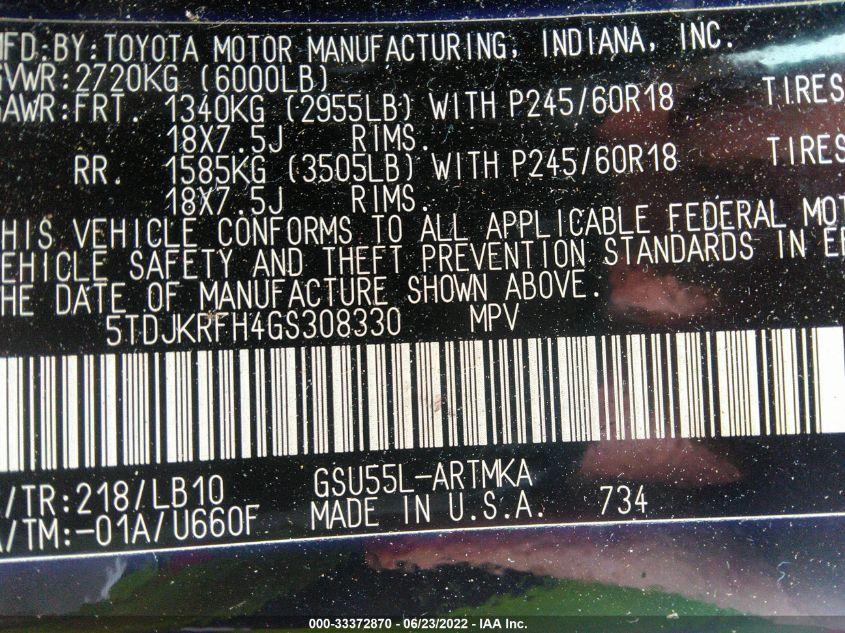 MFD. BY: TOYOTA MOTOR MANUFACTURING, INDIANA, INC.
GVWR: 2720KG (6000LB)
GAWR: FRT. 1340KG (2955LB) WITH P245/60R18 TIRES
18X7.5J RIMS.
RR. 1585KG (3505LB) WITH P245/60R18 TIRES
18X7.5J RIMS.
THIS VEHICLE CONFORMS TO ALL APPLICABLE FEDERAL MOT
VEHICLE SAFETY AND THEFT PREVENTION STANDARDS IN EF
THE DATE OF MANUFACTURE SHOWN ABOVE.
5TDJKRFH4GS308330 MPV
/TR: 218/LB10 GSU55L-ARTMKA
A/TM: -01A/U660F MADE IN U.S.A. 734
000-33372870 - 06/23/2022 - IAA Inc.